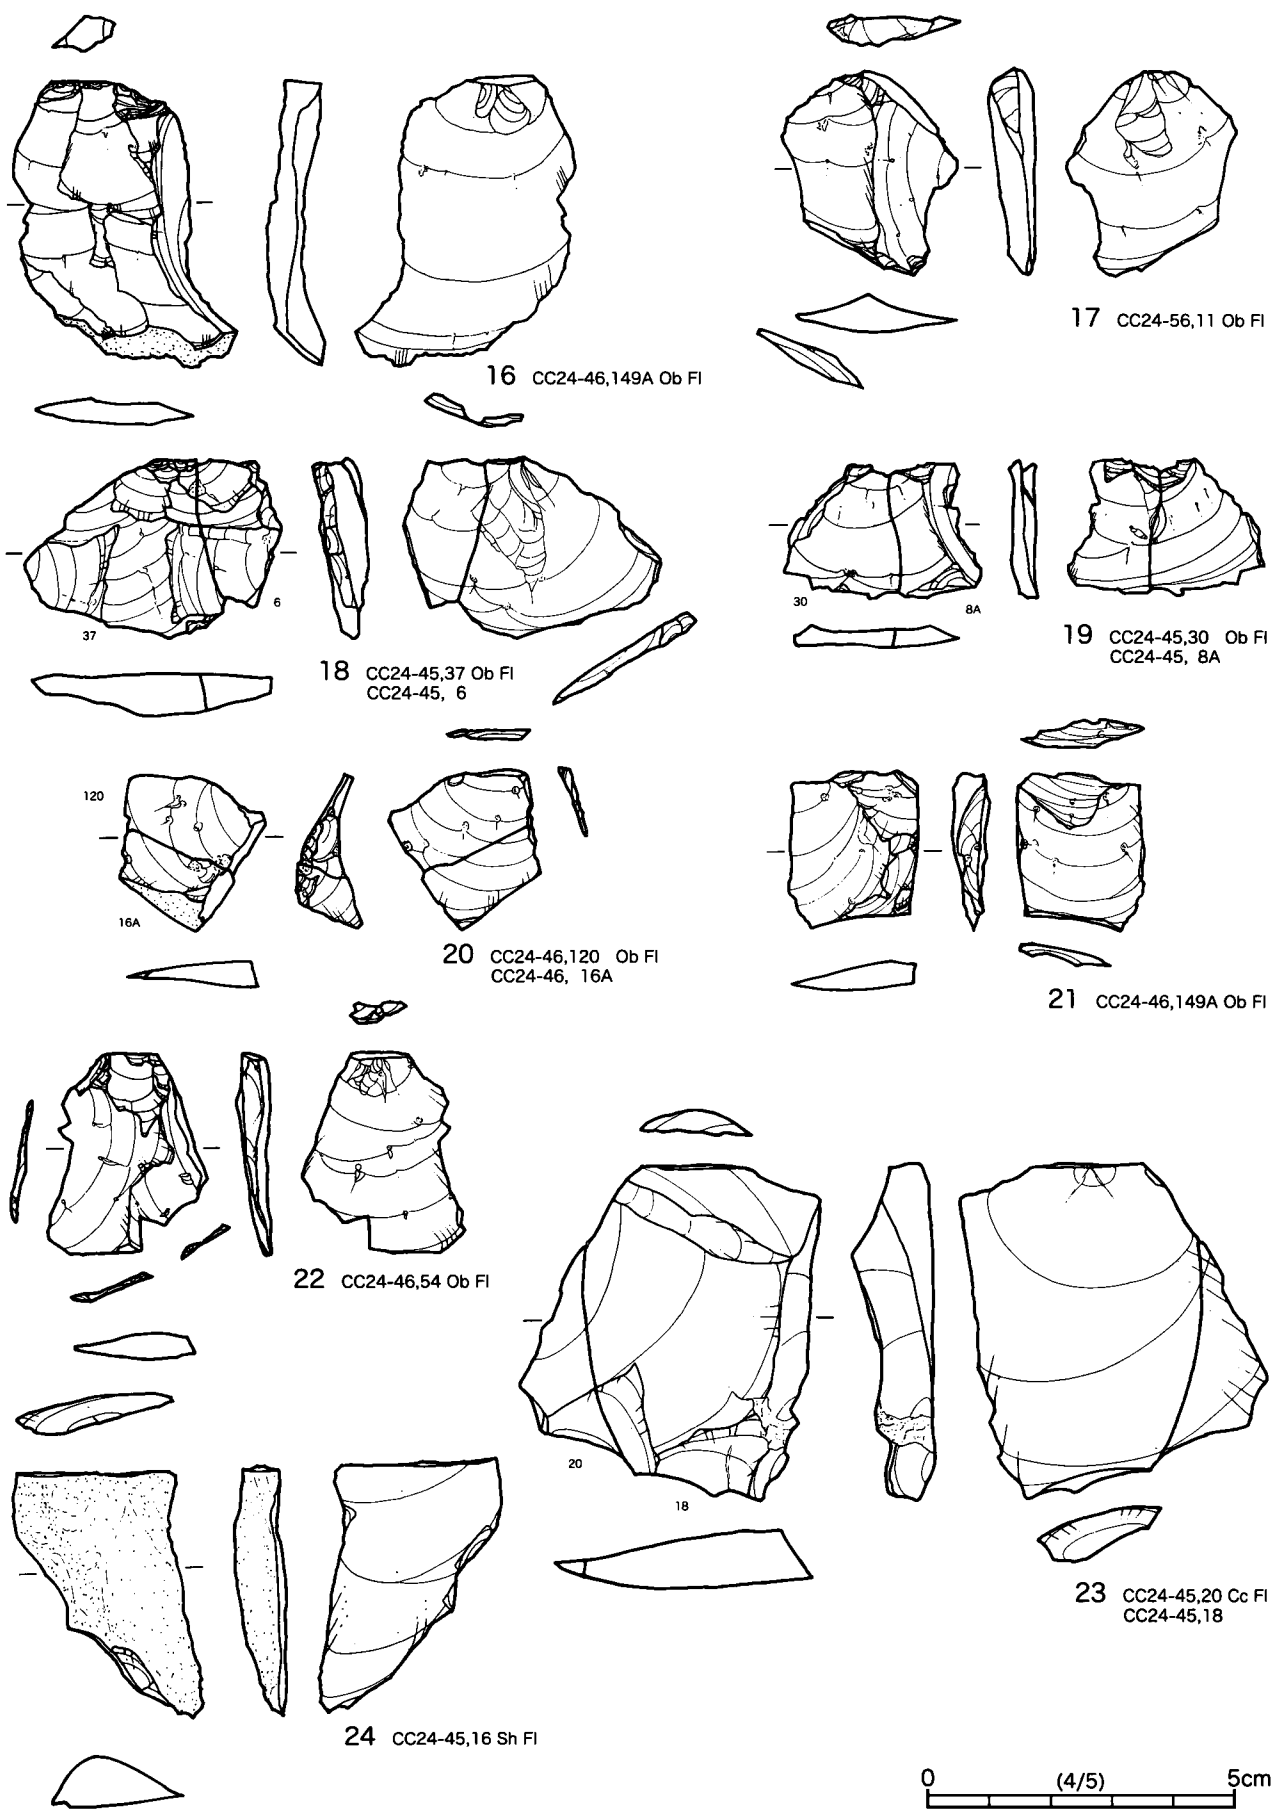 16 CC24-46,149A Ob Fl
17 CC24-56,11 Ob Fl
6
37
18 CC24-45,37 Ob Fl
CC24-45, 6
30
8A
19 CC24-45,30 Ob Fl
CC24-45, 8A
120
16A
20 CC24-46,120 Ob Fl
CC24-46, 16A
21 CC24-46,149A Ob Fl
22 CC24-46,54 Ob Fl
20
18
23 CC24-45,20 Cc Fl
CC24-45,18
24 CC24-45,16 Sh Fl
0 (4/5) 5cm